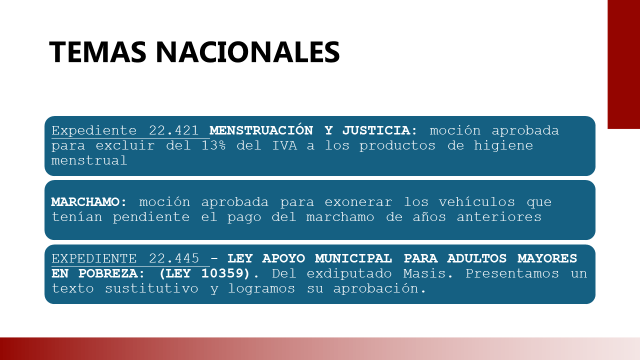 TEMAS NACIONALES
Expediente 22.421 MENSTRUACIÓN Y JUSTICIA: moción aprobada
para excluir del 13% del IVA a los productos de higiene
menstrual
MARCHAMO: moción aprobada para exonerar los vehículos que
tenían pendiente el pago del marchamo de años anteriores
EXPEDIENTE 22.445 - LEY APOYO MUNICIPAL PARA ADULTOS MAYORES
EN POBREZA: (LEY 10359). Del exdiputado Masis. Presentamos un
texto sustitutivo y logramos su aprobación.